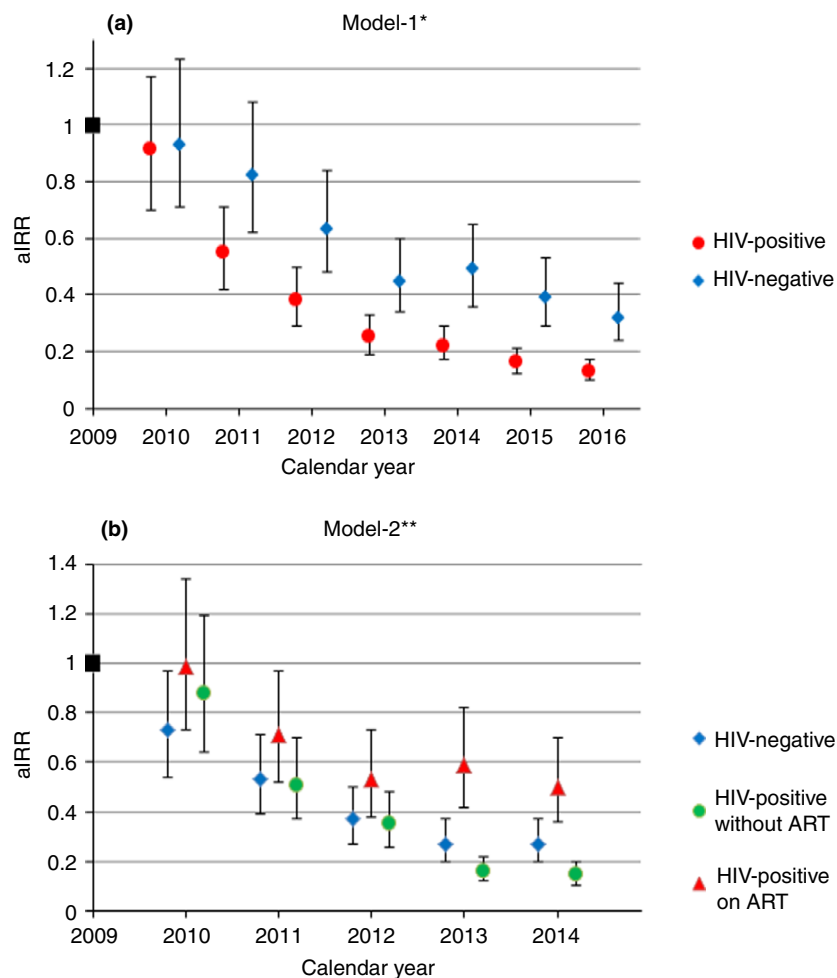 (a)
Model-1*
1.2
1
0.8
0.6
0.4
0.2
0
aIRR
2009 2010 2011 2012 2013 2014 2015 2016
Calendar year
HIV-positive
HIV-negative
(b)
Model-2**
1.4
1.2
1
0.8
0.6
0.4
0.2
0
aIRR
2009 2010 2011 2012 2013 2014
Calendar year
HIV-negative
HIV-positive
without ART
HIV-positive
on ART